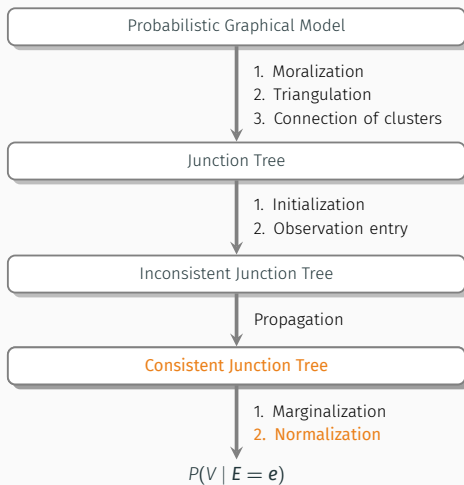 Probabilistic Graphical Model
1. Moralization
2. Triangulation
3. Connection of clusters
Junction Tree
1. Initialization
2. Observation entry
Inconsistent Junction Tree
Propagation
Consistent Junction Tree
1. Marginalization
2. Normalization
P(V | E = e)